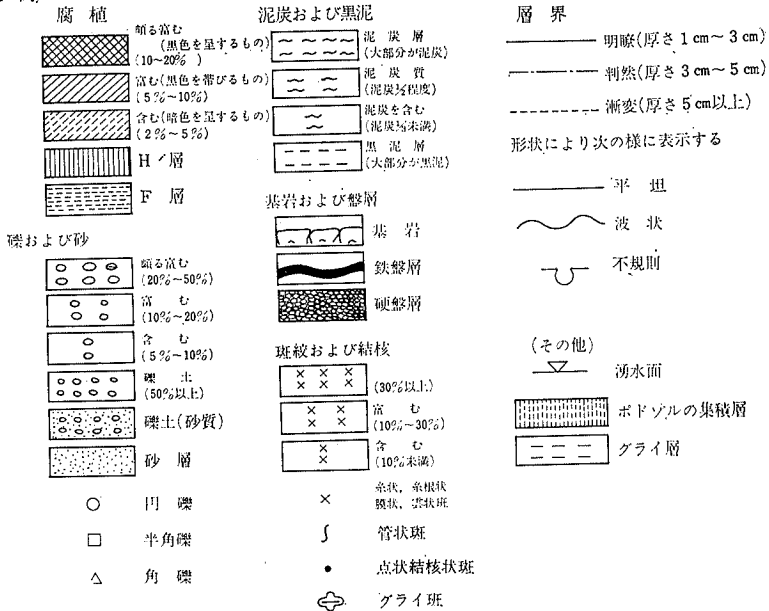 腐植
頗る富む
(黒色を呈するもの)
(10~20% )
富む(黒色を帯びるもの)
(5%~10%)
含む(暗色を呈するもの)
(2%~5%)
H 層
F 層
礫および砂
頗る富む
(20%~50%)
富 む
(10%~20%)
含 む
(5%~10%)
礫 土
(50%以上)
礫土(砂質)
砂 層
円 礫
半角礫
角 礫
泥炭および黒泥
泥 炭 層
(大部分が泥炭)
泥 炭 質
(泥炭½程度)
泥炭を含む
(泥炭½未満)
黒 泥 層
(大部分が黒泥)
基岩および盤層
基 岩
鉄盤層
硬盤層
斑紋および結核
(30%以上)
富 む
(10%~30%)
含 む
(10%未満)
糸状, 糸根状
膜状, 雲状斑
管状斑
点状結核状斑
グライ斑
層 界
明瞭(厚さ1cm~3cm)
判然(厚さ3cm~5cm)
漸変(厚さ5cm以上)
形状により次の様に表示する
平 坦
波 状
不規則
(その他)
湧水面
ポドゾルの集積層
グライ層